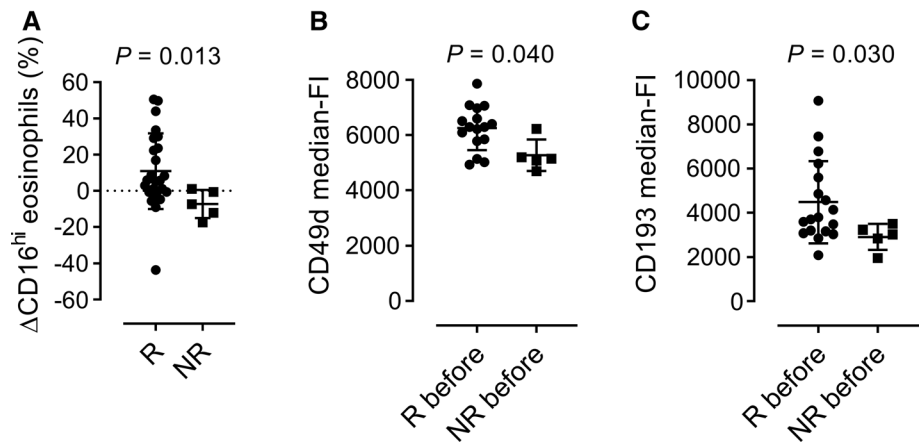 A
P = 0.013
ΔCD16hi eosinophils (%)
60
40
20
0
-20
-40
-60
R
NR
B
P = 0.040
CD49d median-FI
8000
6000
4000
2000
0
R before
NR before
C
P = 0.030
CD193 median-FI
10000
8000
6000
4000
2000
0
R before
NR before